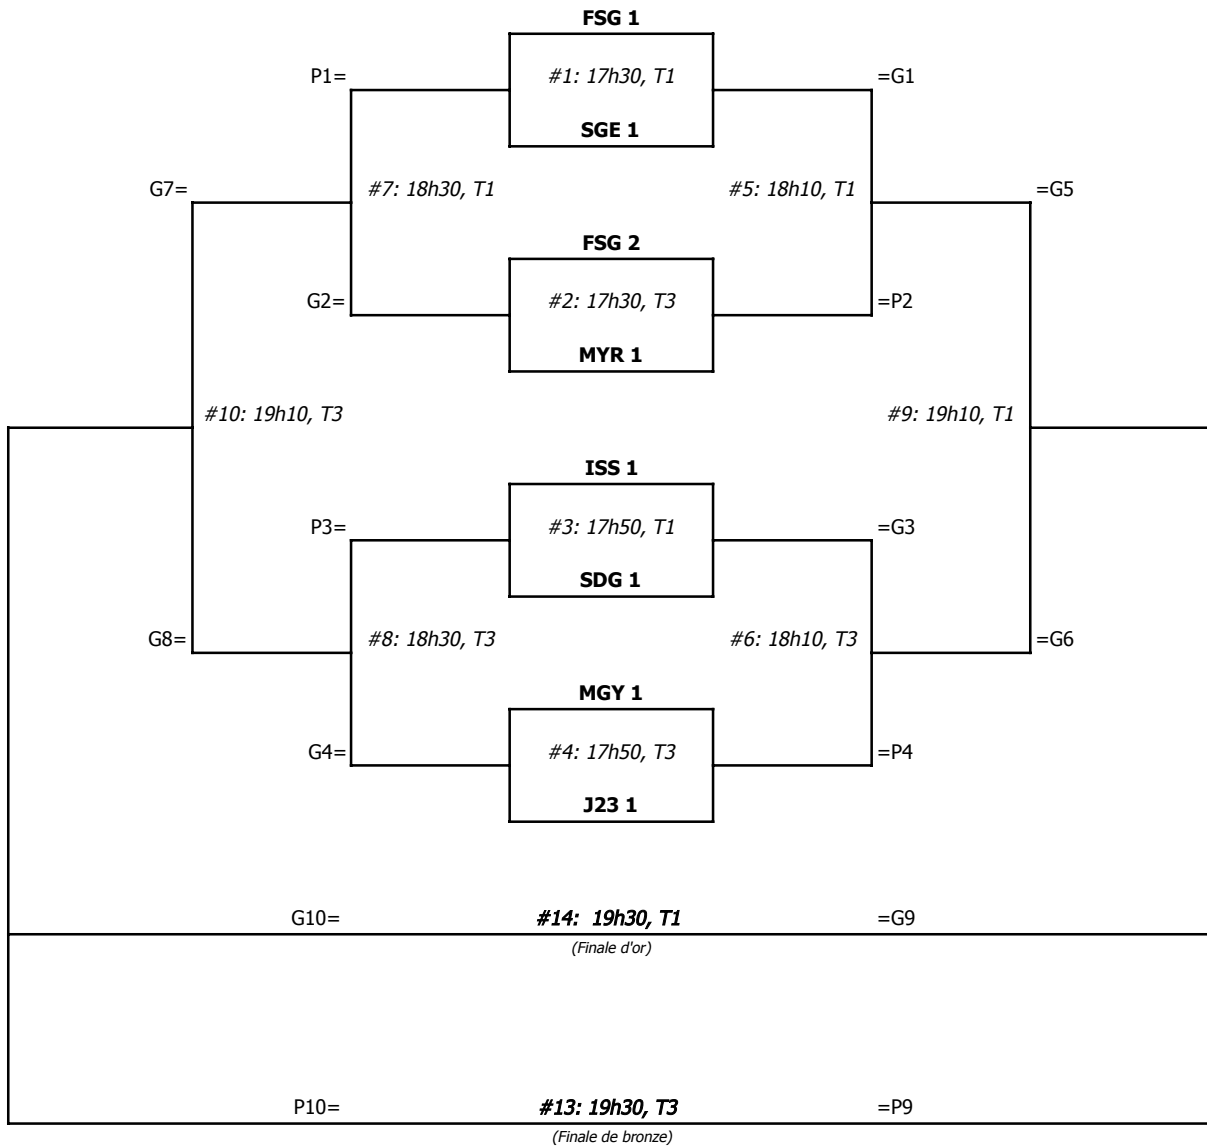 FSG 1
P1=
#1: 17h30, T1
=G1
SGE 1
G7=
#7: 18h30, T1
#5: 18h10, T1
=G5
FSG 2
G2=
#2: 17h30, T3
=P2
MYR 1
#10: 19h10, T3
#9: 19h10, T1
ISS 1
P3=
#3: 17h50, T1
=G3
SDG 1
G8=
#8: 18h30, T3
#6: 18h10, T3
=G6
MGY 1
G4=
#4: 17h50, T3
=P4
J23 1
G10=
#14: 19h30, T1
=G9
(Finale d'or)
P10=
#13: 19h30, T3
=P9
(Finale de bronze)